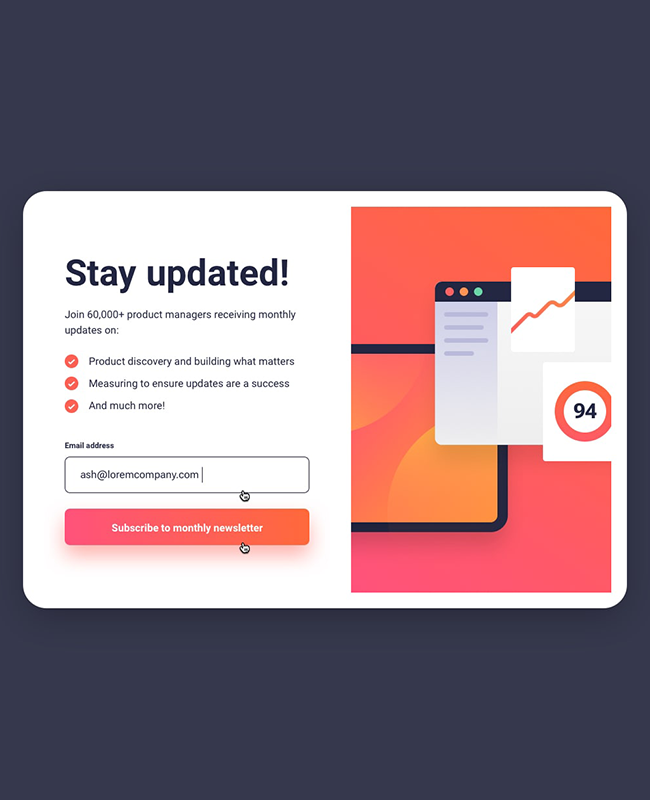 Stay updated!
Join 60,000+ product managers receiving monthly
updates on:
Product discovery and building what matters
Measuring to ensure updates are a success
And much more!
Email address
ash@loremcompany.com
Subscribe to monthly newsletter
94